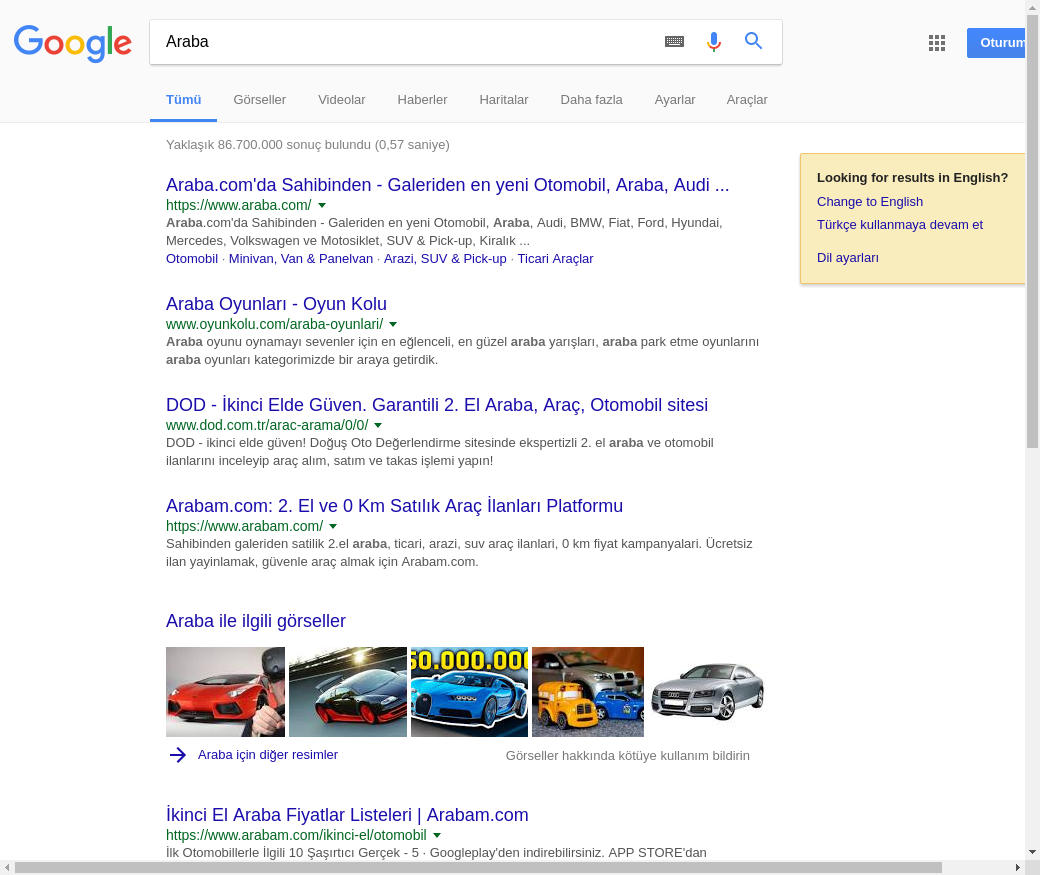 Google
Araba
Oturum
Tümü Görseller Videolar Haberler Haritalar Daha fazla Ayarlar Araçlar
Yaklaşık 86.700.000 sonuç bulundu (0,57 saniye)
Araba.com'da Sahibinden - Galeriden en yeni Otomobil, Araba, Audi ...
https://www.araba.com/
Araba.com'da Sahibinden - Galeriden en yeni Otomobil, Araba, Audi, BMW, Fiat, Ford, Hyundai,
Mercedes, Volkswagen ve Motosiklet, SUV & Pick-up, Kiralık ...
Otomobil · Minivan, Van & Panelvan · Arazi, SUV & Pick-up · Ticari Araçlar
Araba Oyunları - Oyun Kolu
www.oyunkolu.com/araba-oyunlari/
Araba oyunu oynamayı sevenler için en eğlenceli, en güzel araba yarışları, araba park etme oyunlarını
araba oyunları kategorimizde bir araya getirdik.
DOD - İkinci Elde Güven. Garantili 2. El Araba, Araç, Otomobil sitesi
www.dod.com.tr/arac-arama/0/0/
DOD - ikinci elde güven! Doğuş Oto Değerlendirme sitesinde ekspertizli 2. el araba ve otomobil
ilanlarını inceleyip araç alım, satım ve takas işlemi yapın!
Arabam.com: 2. El ve 0 Km Satılık Araç İlanları Platformu
https://www.arabam.com/
Sahibinden galeriden satilik 2.el araba, ticari, arazi, suv araç ilanlari, 0 km fiyat kampanyalari. Ücretsiz
ilan yayinlamak, güvenle araç almak için Arabam.com.
Araba ile ilgili görseller
50.000.000
Araba için diğer resimler
Görseller hakkında kötüye kullanım bildirin
İkinci El Araba Fiyatlar Listeleri | Arabam.com
https://www.arabam.com/ikinci-el/otomobil
İlk Otomobillerle İlgili 10 Şaşırtıcı Gerçek - 5 · Googleplay'den indirebilirsiniz. APP STORE'dan
Looking for results in English?
Change to English
Türkçe kullanmaya devam et
Dil ayarları